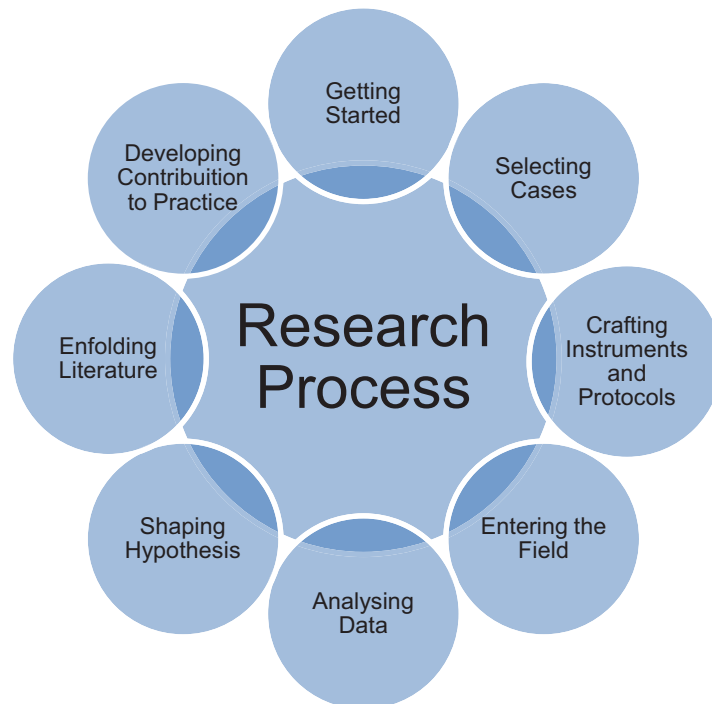 Getting
Started
Selecting
Cases
Crafting
Instruments
and
Protocols
Entering the
Field
Analysing
Data
Shaping
Hypothesis
Enfolding
Literature
Developing
Contribuition
to Practice
Research
Process